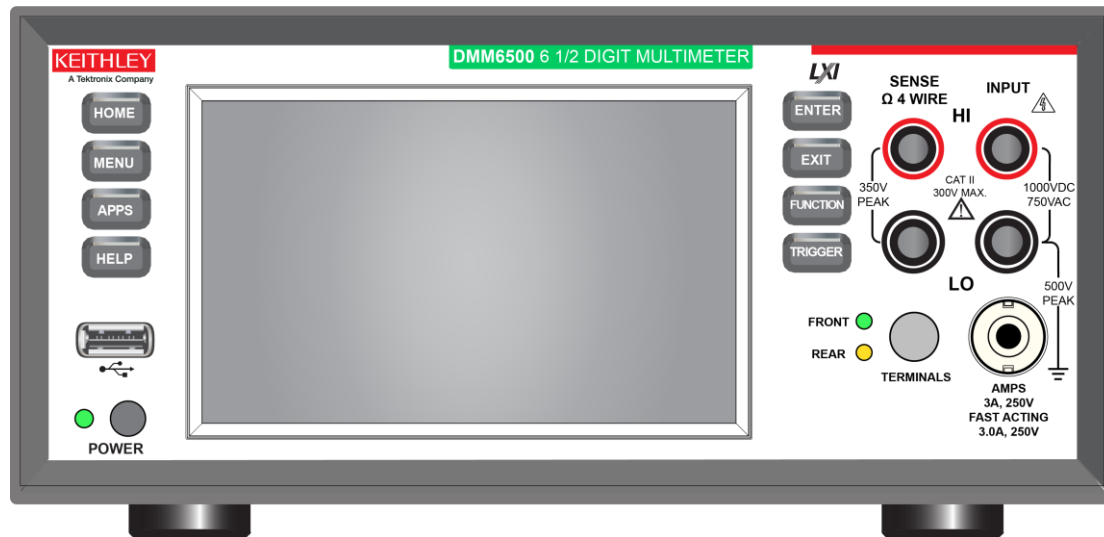 KEITHLEY
A Tektronix Company
DMM6500 6 1/2 DIGIT MULTIMETER
LXI
HOME
MENU
APPS
HELP
POWER
ENTER
EXIT
FUNCTION
TRIGGER
SENSE
Ω 4 WIRE
INPUT
HI
350V
PEAK
CAT II
300V MAX.
1000VDC
750VAC
LO
500V
PEAK
FRONT
REAR
TERMINALS
AMPS
3A, 250V
FAST ACTING
3.0A, 250V